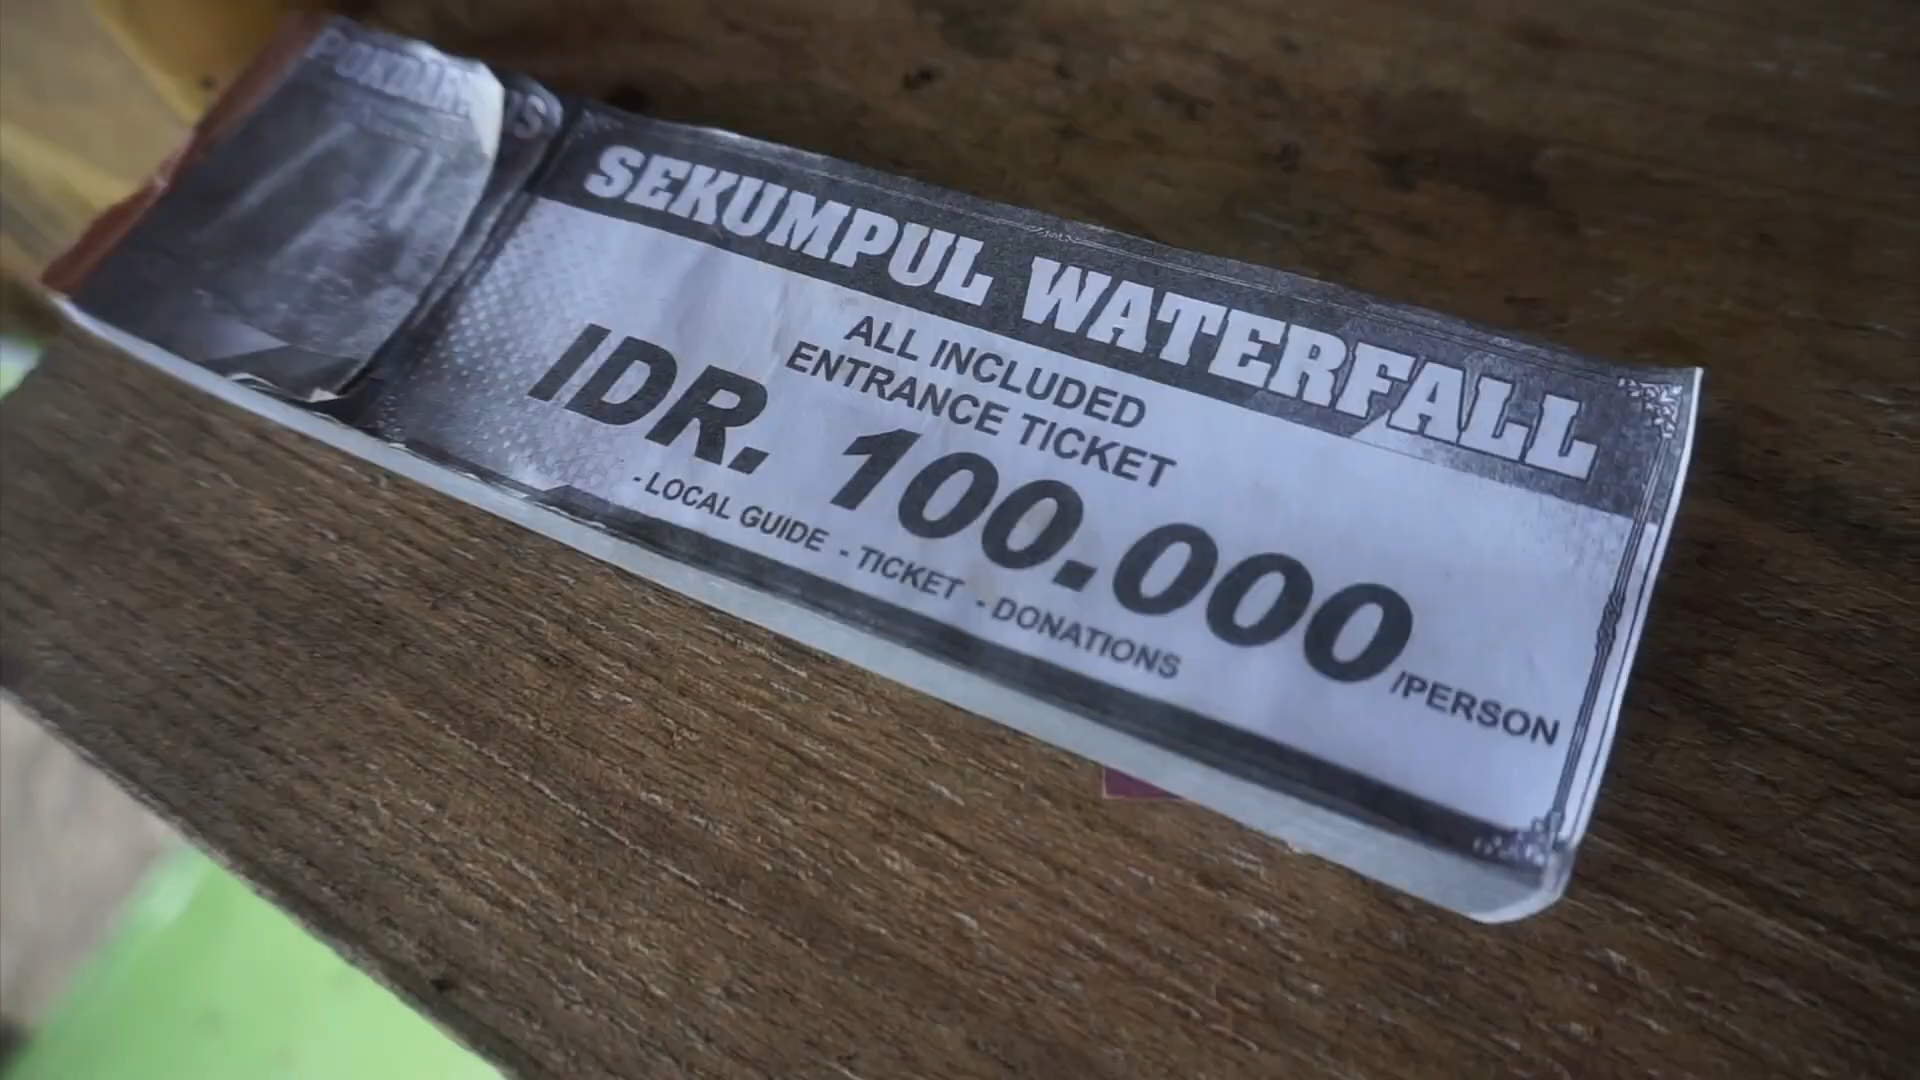 SEKUMPUL WATERFALL
ALL INCLUDED
ENTRANCE TICKET
IDR. 100.000 /PERSON
- LOCAL GUIDE - TICKET - DONATIONS